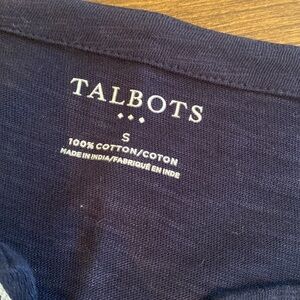 TALBOTS
S
100% COTTON/COTON
MADE IN INDIA/FABRIQUÉ EN INDE